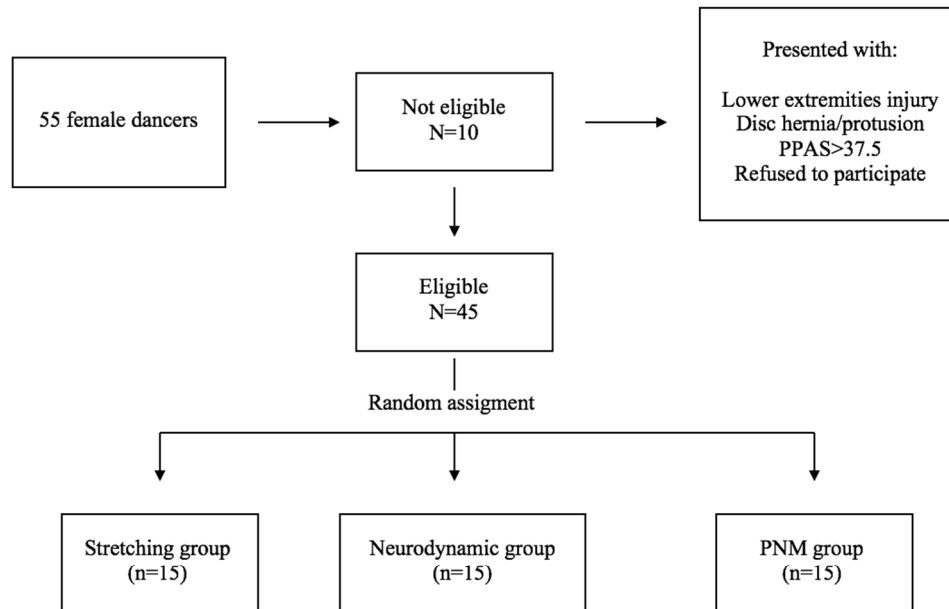 55 female dancers
Not eligible
N=10
Presented with:
Lower extremities injury
Disc hernia/protusion
PPAS>37.5
Refused to participate
Eligible
N=45
Random assigment
Stretching group
(n=15)
Neurodynamic group
(n=15)
PNM group
(n=15)